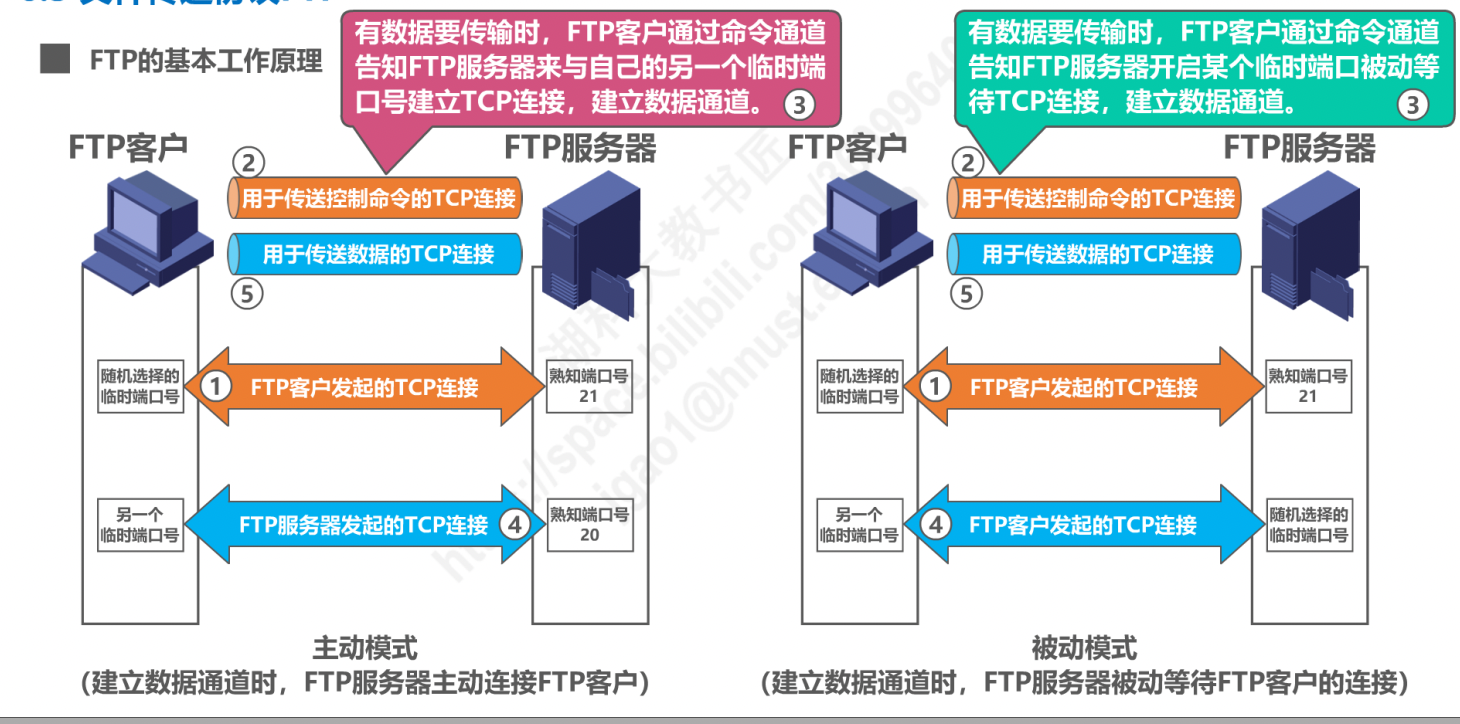 FTP的基本工作原理
有数据要传输时，FTP客户通过命令通道
告知FTP服务器来与自己的另一个临时端
口号建立TCP连接，建立数据通道。 ③
有数据要传输时，FTP客户通过命令通道
告知FTP服务器开启某个临时端口被动等
待TCP连接，建立数据通道。 ③
FTP客户
FTP服务器
②
用于传送控制命令的TCP连接
用于传送数据的TCP连接
⑤
随机选择的
临时端口号
① FTP客户发起的TCP连接
熟知端口号
21
另一个
临时端口号
FTP服务器发起的TCP连接 ④
熟知端口号
20
主动模式
（建立数据通道时，FTP服务器主动连接FTP客户）
FTP客户
FTP服务器
②
用于传送控制命令的TCP连接
用于传送数据的TCP连接
⑤
随机选择的
临时端口号
① FTP客户发起的TCP连接
熟知端口号
21
另一个
临时端口号
④ FTP客户发起的TCP连接
随机选择的
临时端口号
被动模式
（建立数据通道时，FTP服务器被动等待FTP客户的连接）